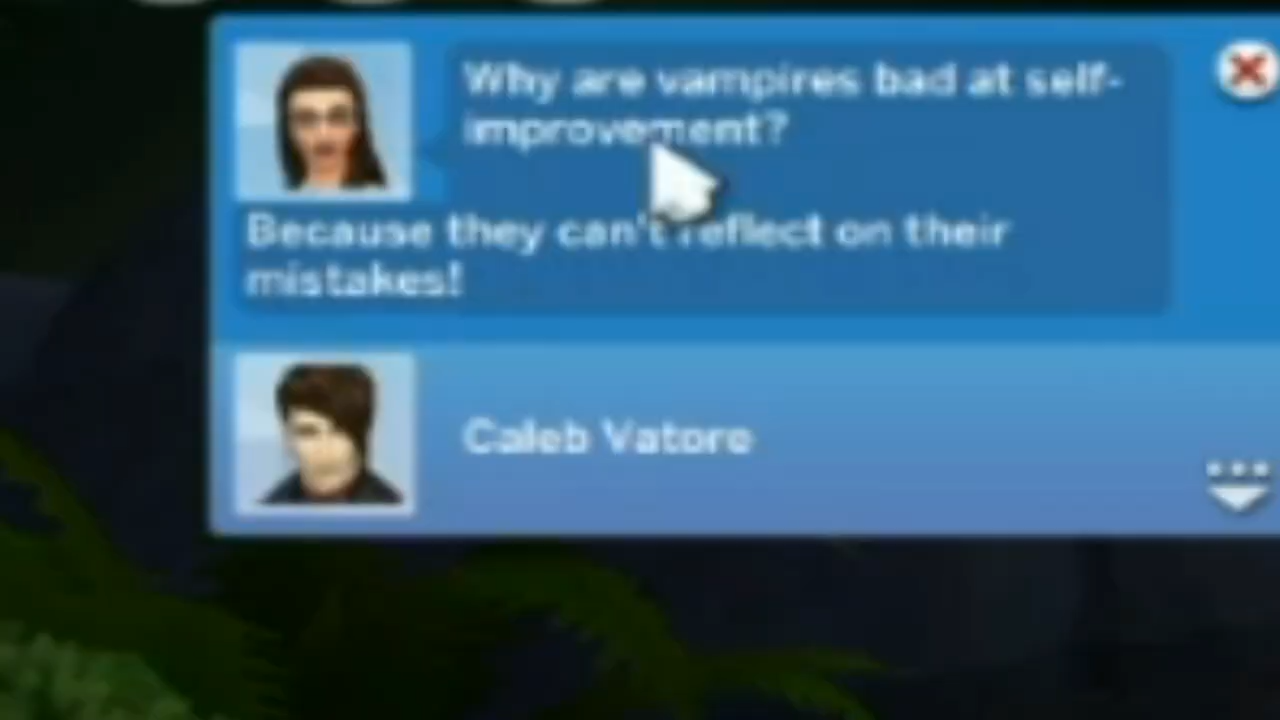 Why are vampires bad at self-
improvement?
Because they can't reflect on their
mistakes!
Caleb Vatore